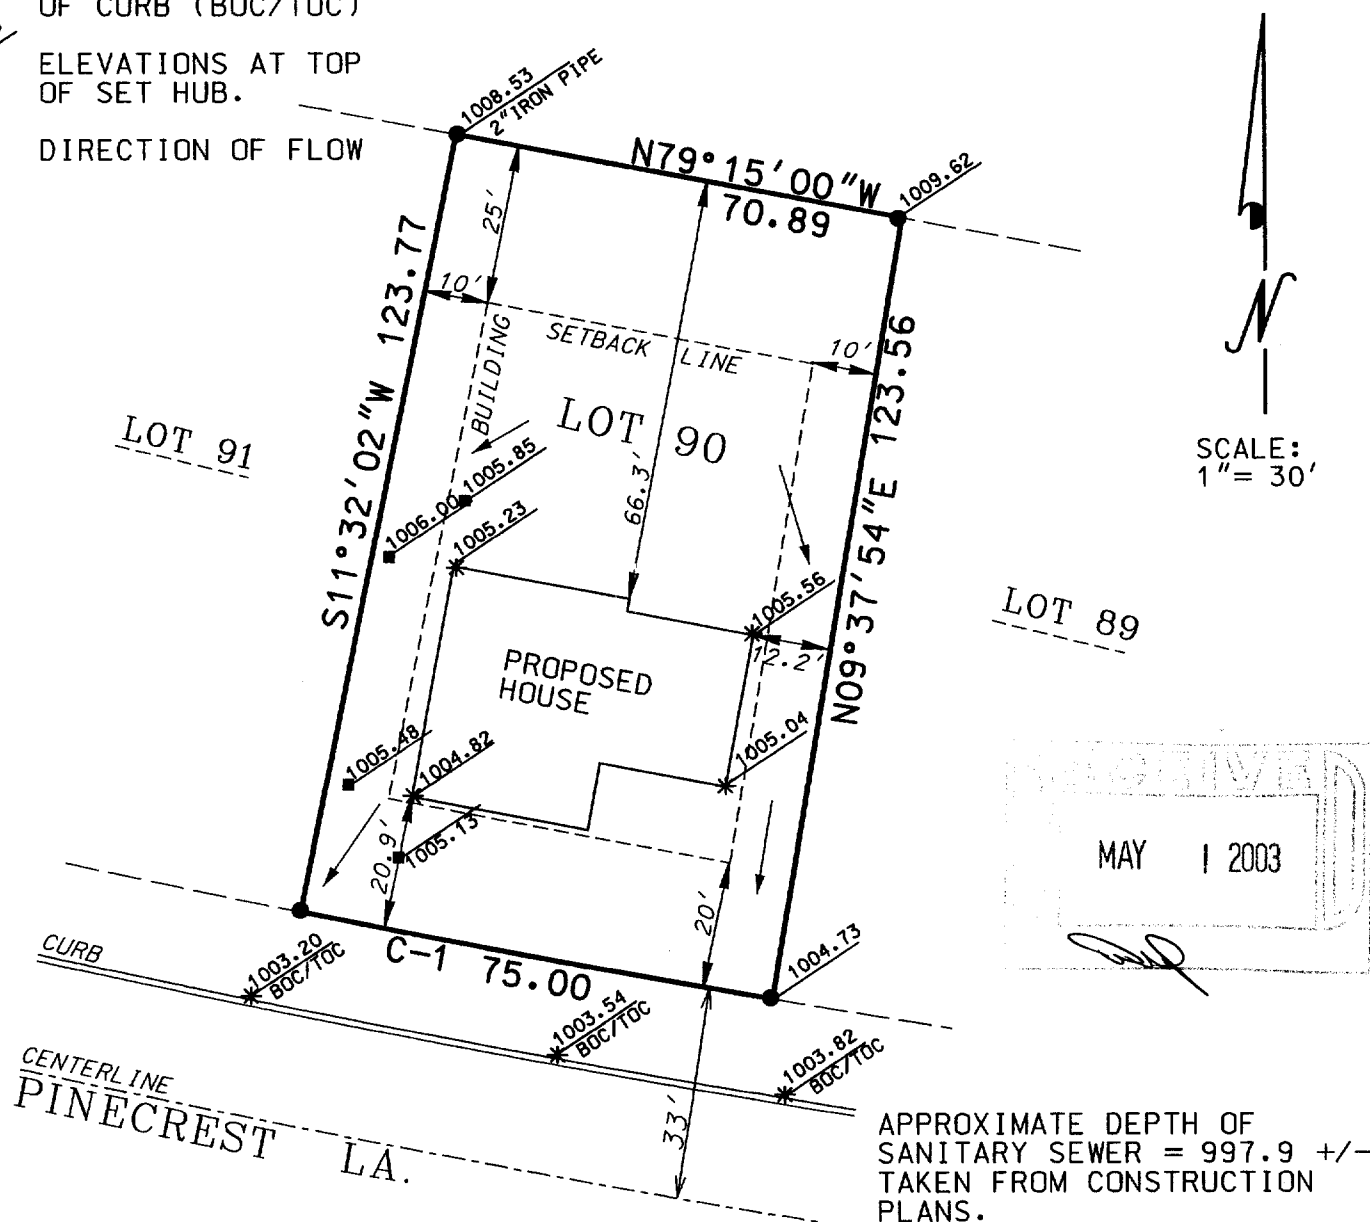 OF CURB (BOC/TOC)
ELEVATIONS AT TOP
OF SET HUB.
DIRECTION OF FLOW
1008.53
2"IRON PIPE
N79°15'00"W
70.89
1009.62
25'
10'
S11°32'02"W 123.77
BUILDING
SETBACK LINE
10'
N09°37'54"E 123.56
N
SCALE:
1"= 30'
LOT 91
LOT 90
66.3'
1006.00
1005.85
1005.23
1005.56
12.2'
LOT 89
PROPOSED
HOUSE
1005.48
1004.82
1005.04
1005.13
20.9'
20'
RECEIVED
MAY 1 2003
C-1 75.00
1004.73
CURB
1003.20
BOC/TOC
1003.54
BOC/TOC
1003.82
BOC/TOC
33'
CENTERLINE
PINECREST LA.
APPROXIMATE DEPTH OF
SANITARY SEWER = 997.9 +/-
TAKEN FROM CONSTRUCTION
PLANS.